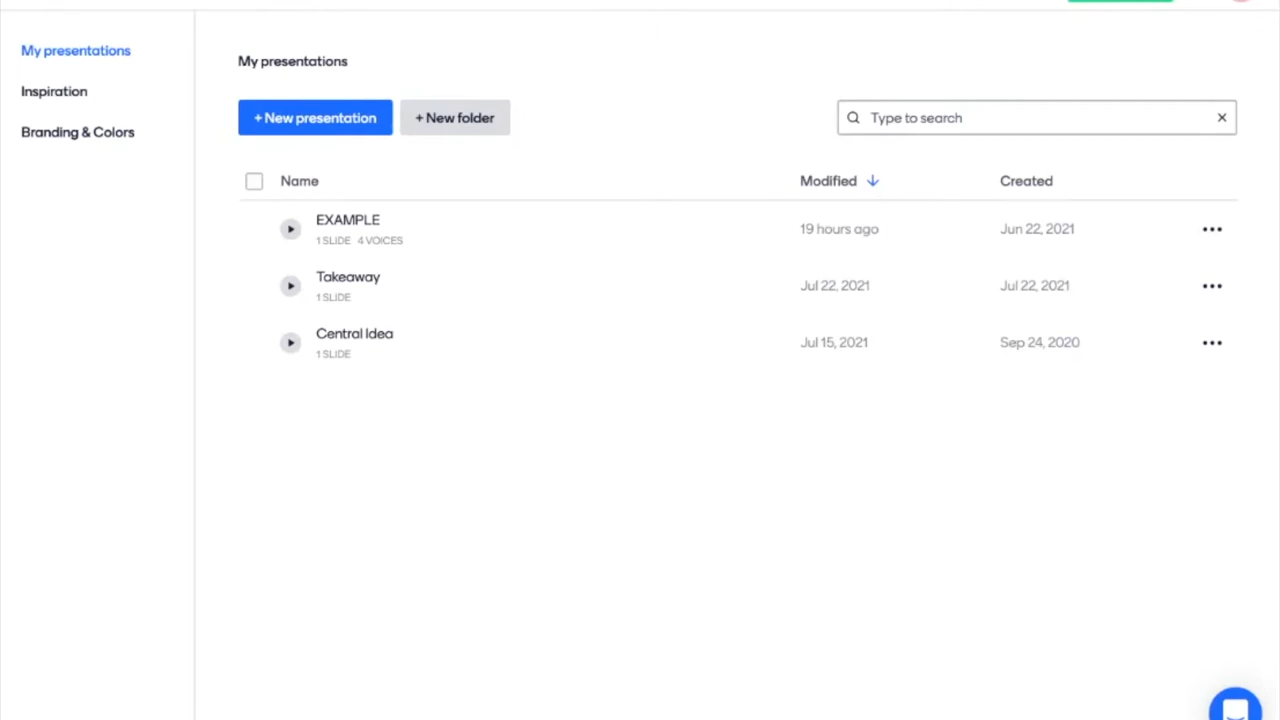 My presentations
Inspiration
Branding & Colors
My presentations
+ New presentation
+ New folder
Type to search
Name
Modified
Created
EXAMPLE
1 SLIDE 4 VOICES
19 hours ago
Jun 22, 2021
Takeaway
1 SLIDE
Jul 22, 2021
Jul 22, 2021
Central Idea
1 SLIDE
Jul 15, 2021
Sep 24, 2020